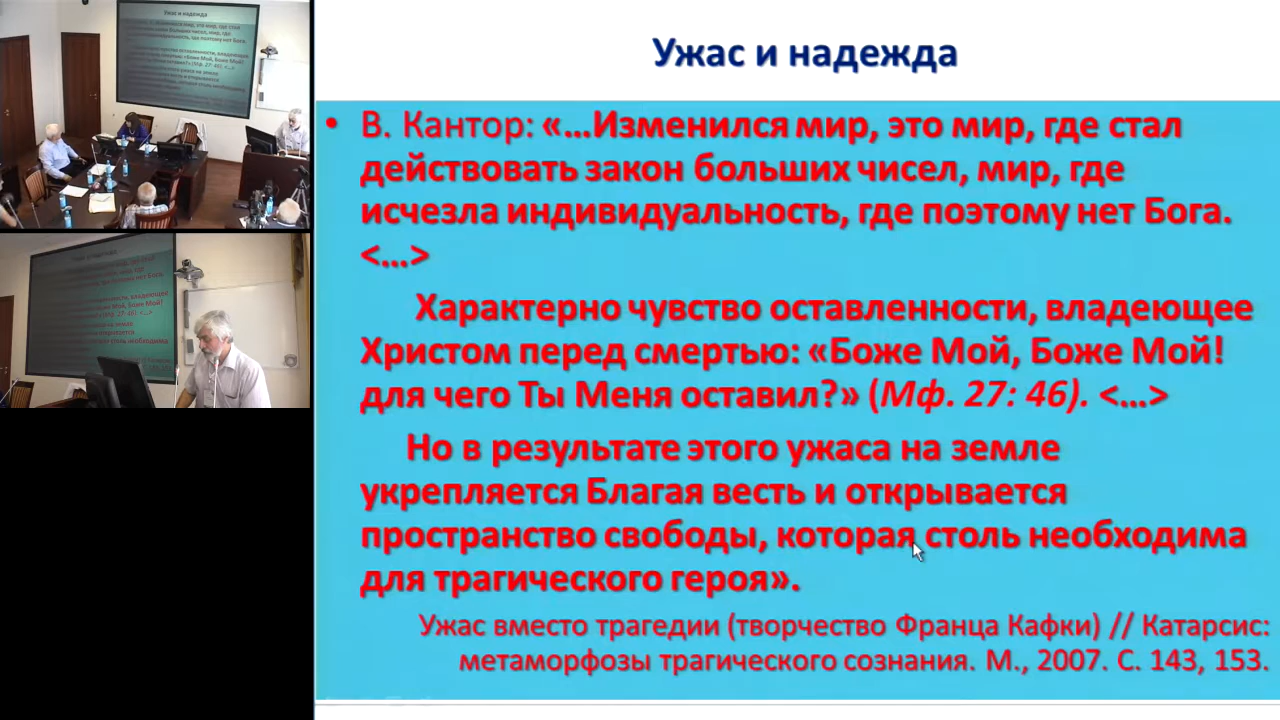 Ужас и надежда
• В. Кантор: «…Изменился мир, это мир, где стал
действовать закон больших чисел, мир, где
исчезла индивидуальность, где поэтому нет Бога.
<…>
Характерно чувство оставленности, владеющее
Христом перед смертью: «Боже Мой, Боже Мой!
для чего Ты Меня оставил?» (Мф. 27: 46). <…>
Но в результате этого ужаса на земле
укрепляется Благая весть и открывается
пространство свободы, которая столь необходима
для трагического героя».
Ужас вместо трагедии (творчество Франца Кафки) // Катарсис:
метаморфозы трагического сознания. М., 2007. С. 143, 153.